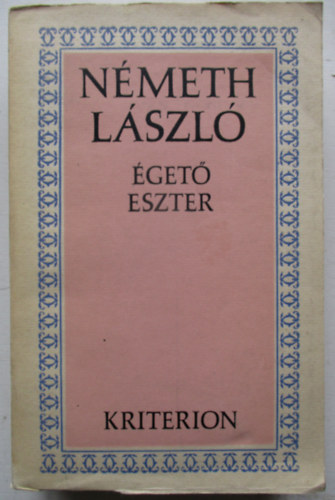 NÉMETH
LÁSZLÓ
ÉGETŐ
ESZTER
KRITERION